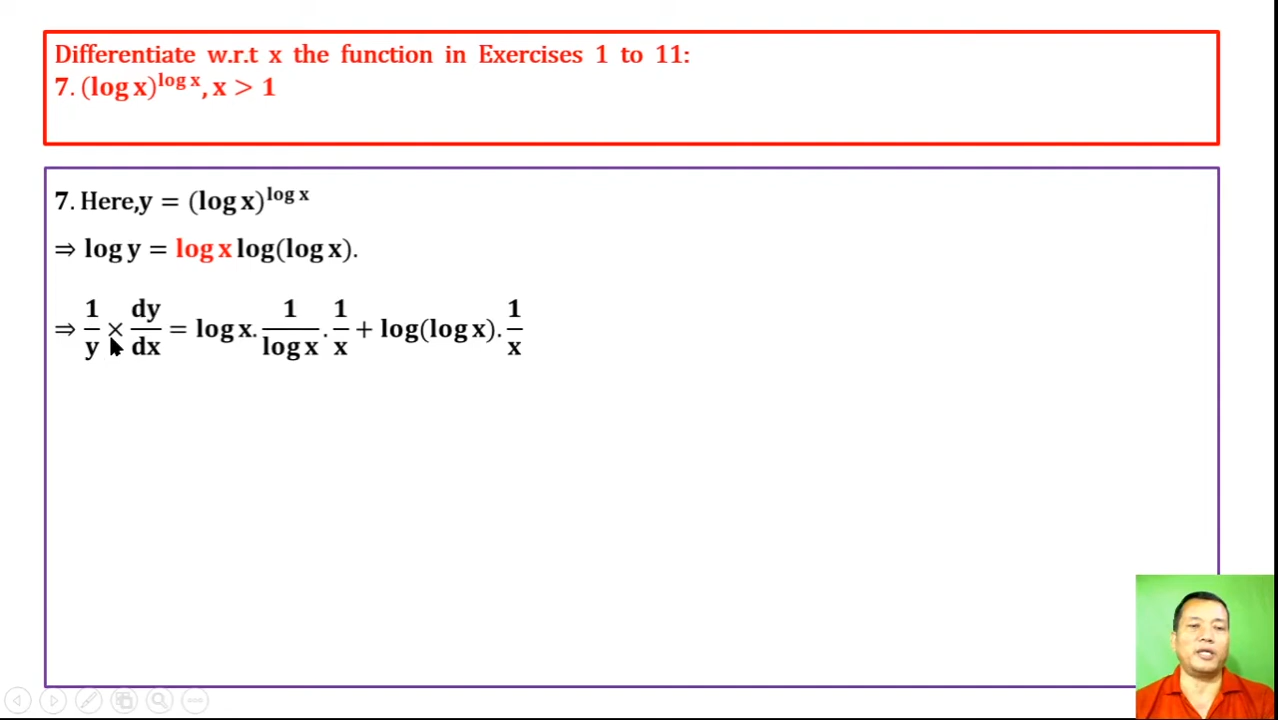 Differentiate w.r.t x the function in Exercises 1 to 11:
7. (log x)^{log x}, x > 1
7. Here,y = (log x)^{log x}
⇒ log y = log x log(log x).
⇒ 1/y × dy/dx = log x. 1/log x . 1/x + log(log x). 1/x